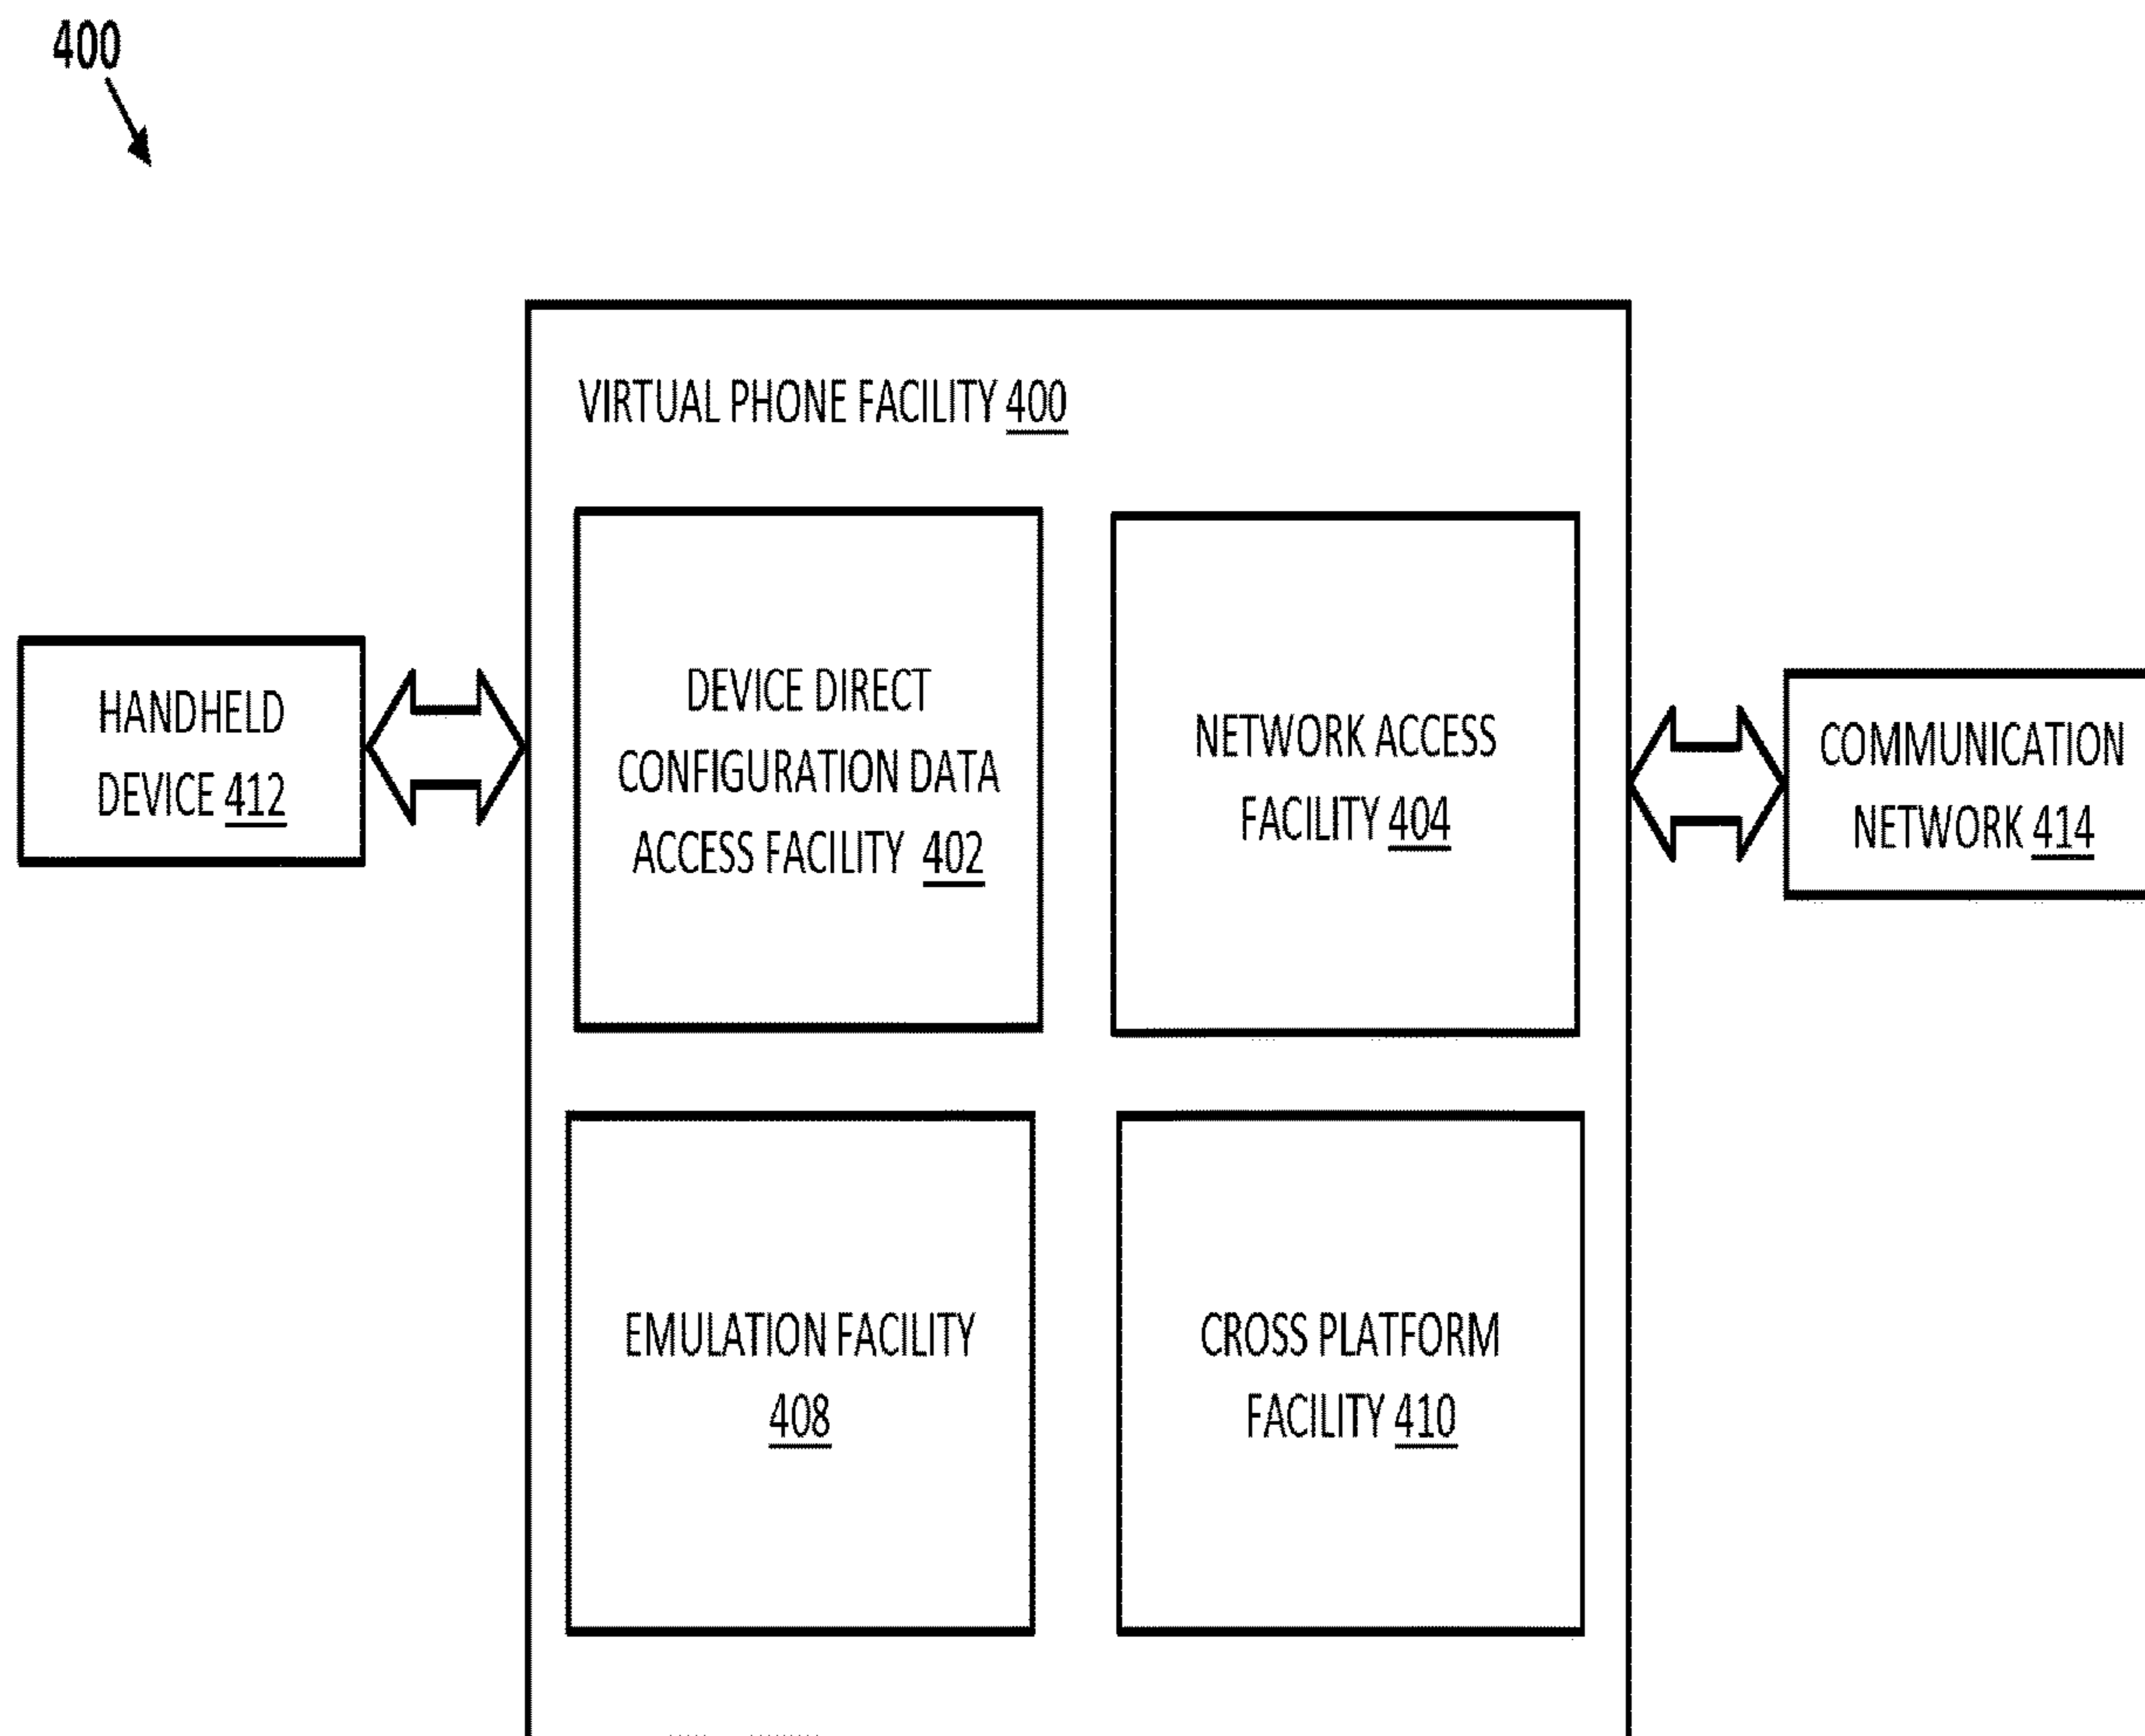 400
VIRTUAL PHONE FACILITY 400
HANDHELD
DEVICE 412
DEVICE DIRECT
CONFIGURATION DATA
ACCESS FACILITY 402
NETWORK ACCESS
FACILITY 404
COMMUNICATION
NETWORK 414
EMULATION FACILITY
408
CROSS PLATFORM
FACILITY 410